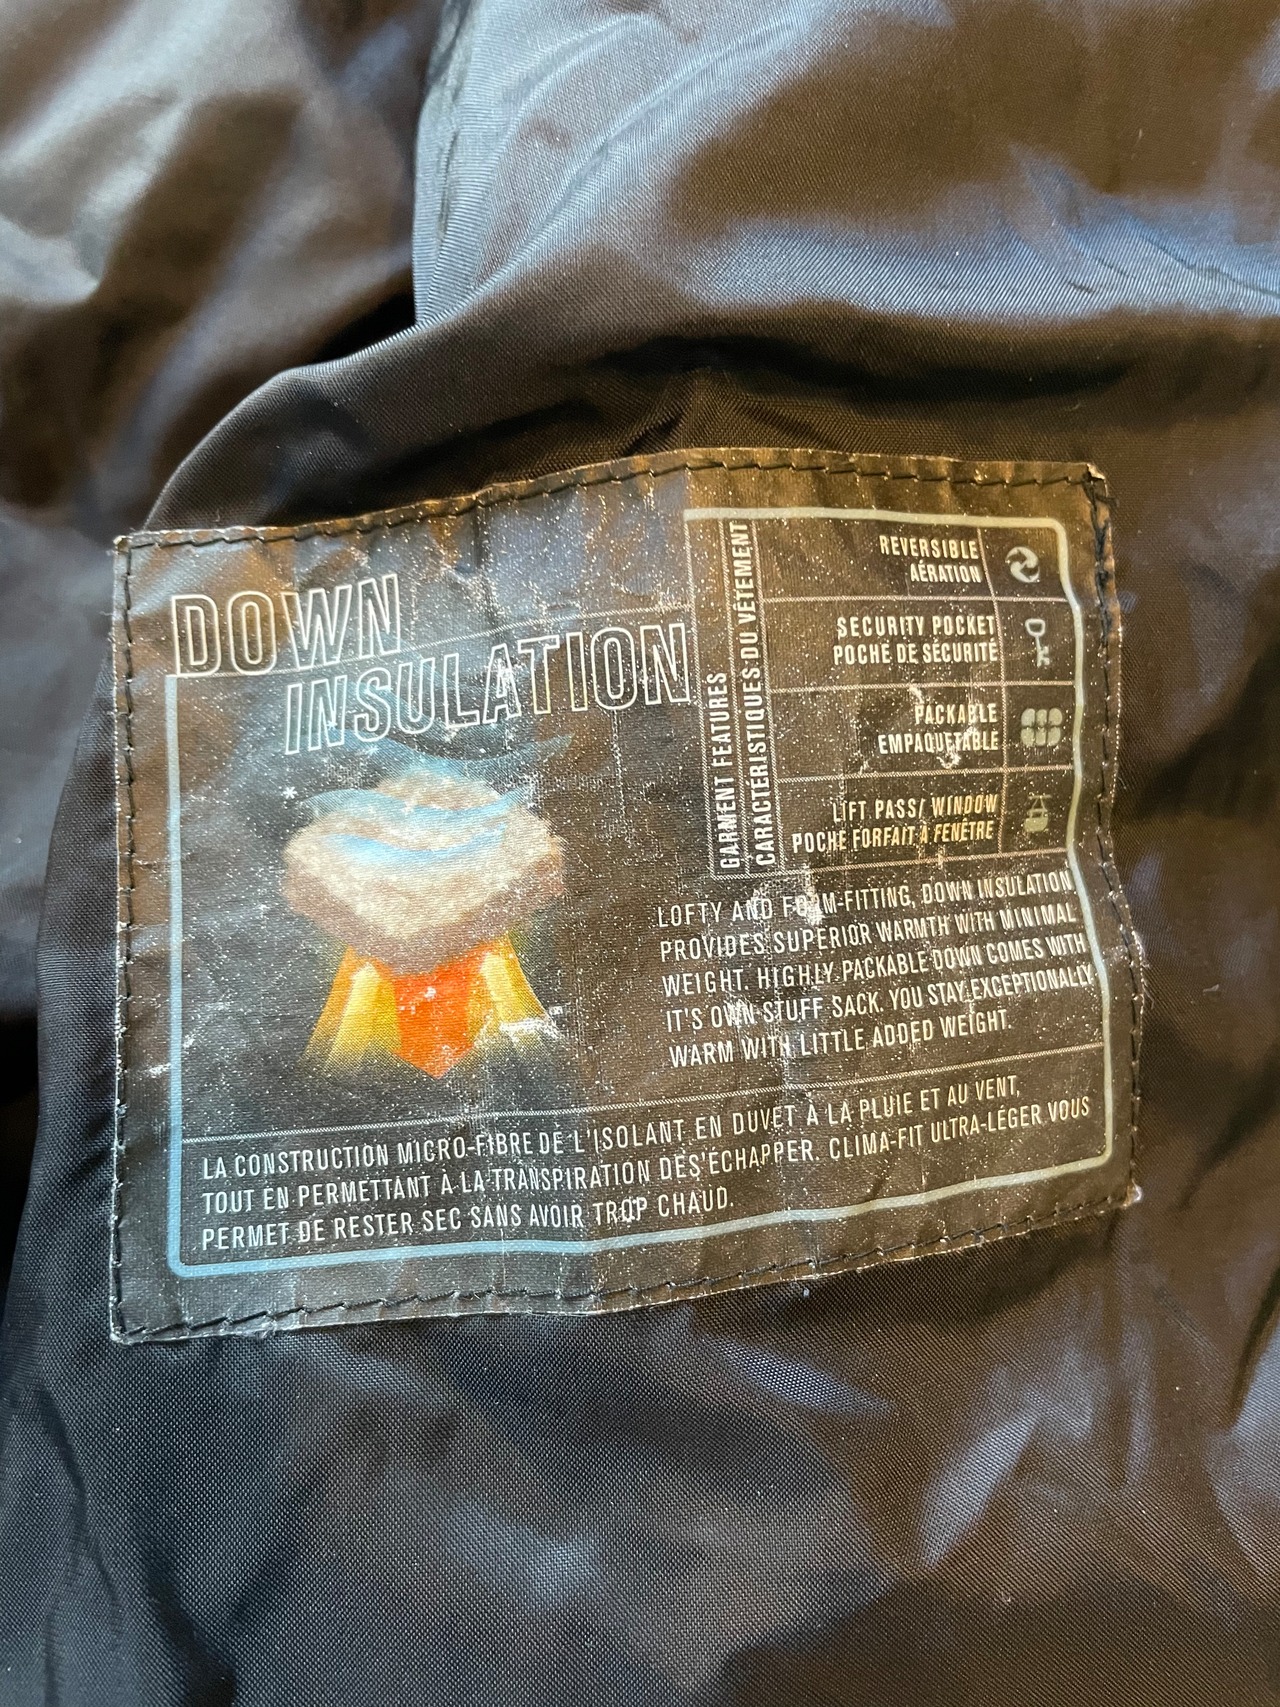 DOWN
INSULATION
GARMENT FEATURES
CARACTERISTIQUES DU VÊTEMENT
REVERSIBLE
AÉRATION
SECURITY POCKET
POCHE DE SÉCURITÉ
PACKABLE
EMPAQUETABLE
LIFT PASS/ WINDOW
POCHE FORFAIT À FENÊTRE
LOFTY AND FORM-FITTING, DOWN INSULATION
PROVIDES SUPERIOR WARMTH WITH MINIMAL
WEIGHT. HIGHLY PACKABLE DOWN COMES WITH
IT'S OWN STUFF SACK. YOU STAY EXCEPTIONALLY
WARM WITH LITTLE ADDED WEIGHT.
LA CONSTRUCTION MICRO-FIBRE DE L'ISOLANT EN DUVET À LA PLUIE ET AU VENT,
TOUT EN PERMETTANT À LA TRANSPIRATION DE S'ÉCHAPPER. CLIMA-FIT ULTRA-LÉGER VOUS
PERMET DE RESTER SEC SANS AVOIR TROP CHAUD.